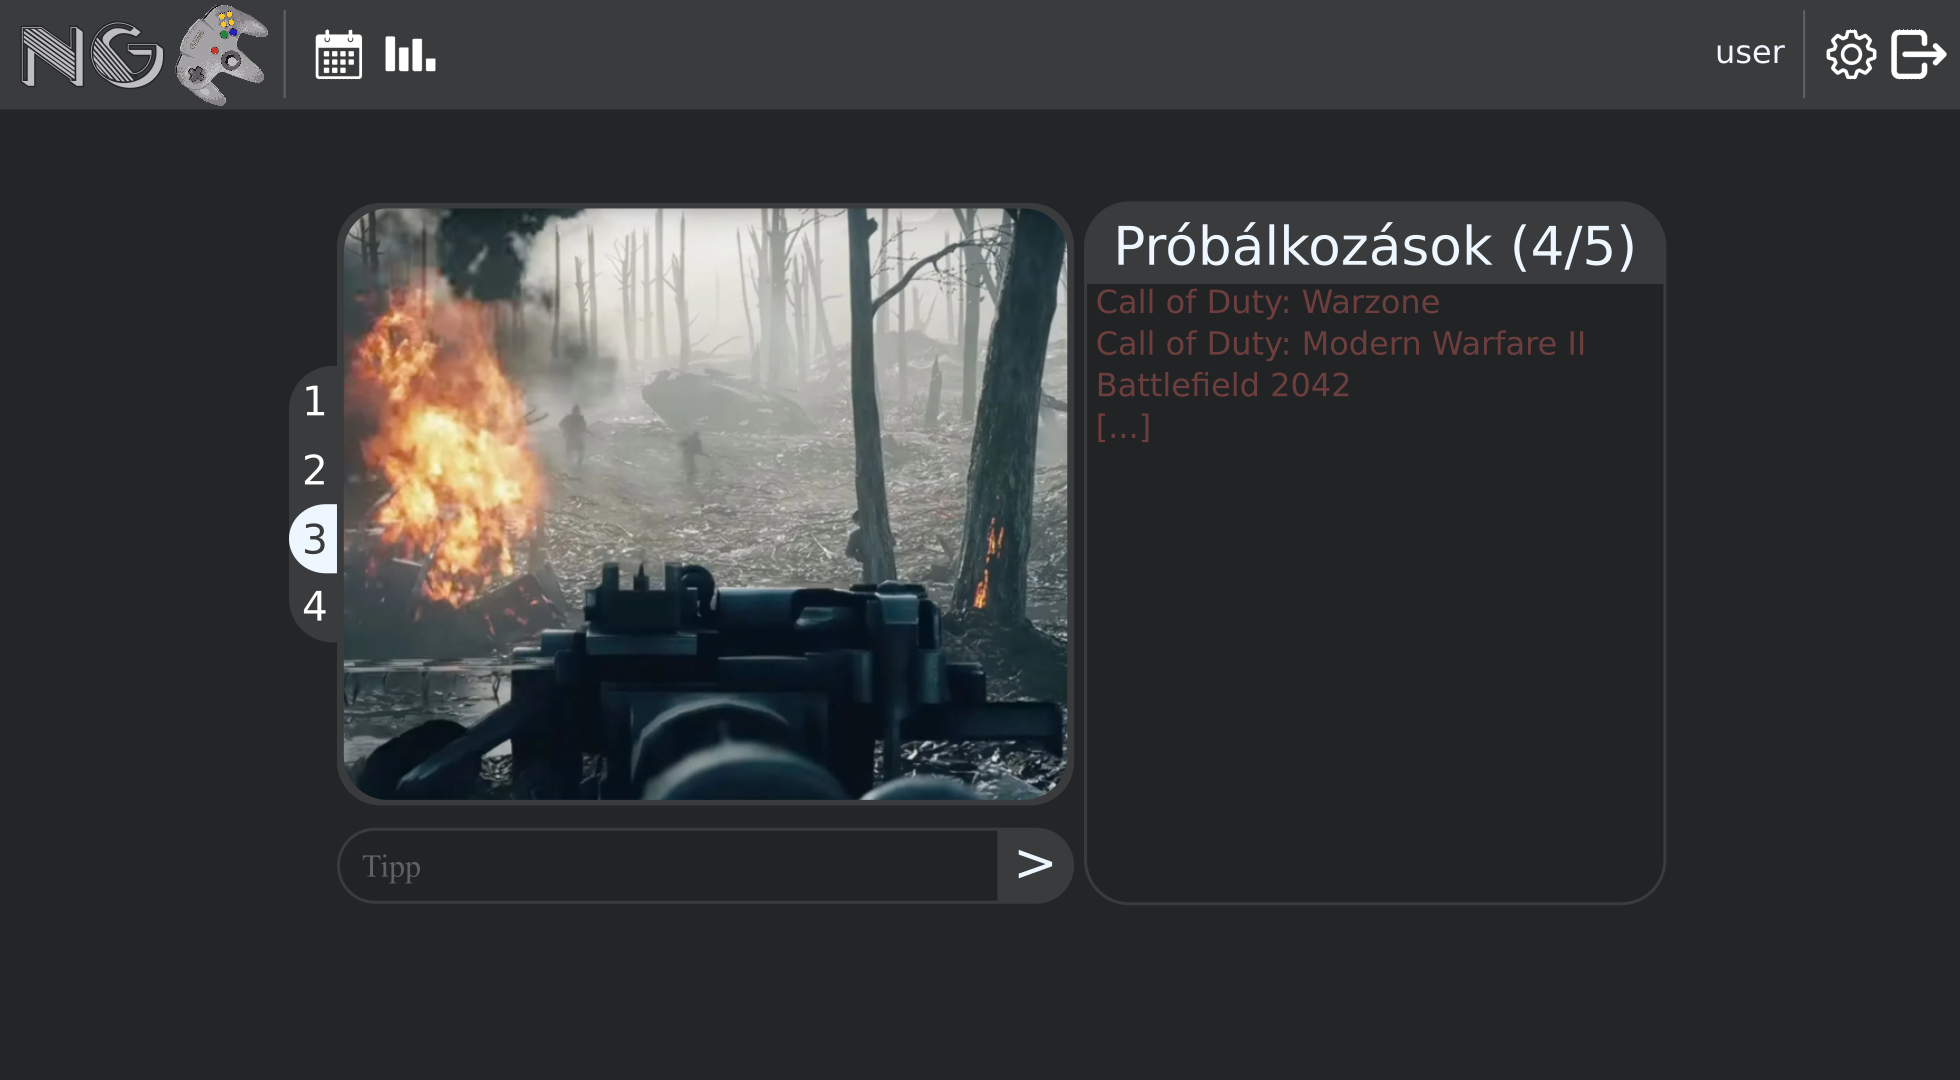 NG
user
Próbálkozások (4/5)
Call of Duty: Warzone
Call of Duty: Modern Warfare II
Battlefield 2042
[...]
1
2
3
4
Tipp
>